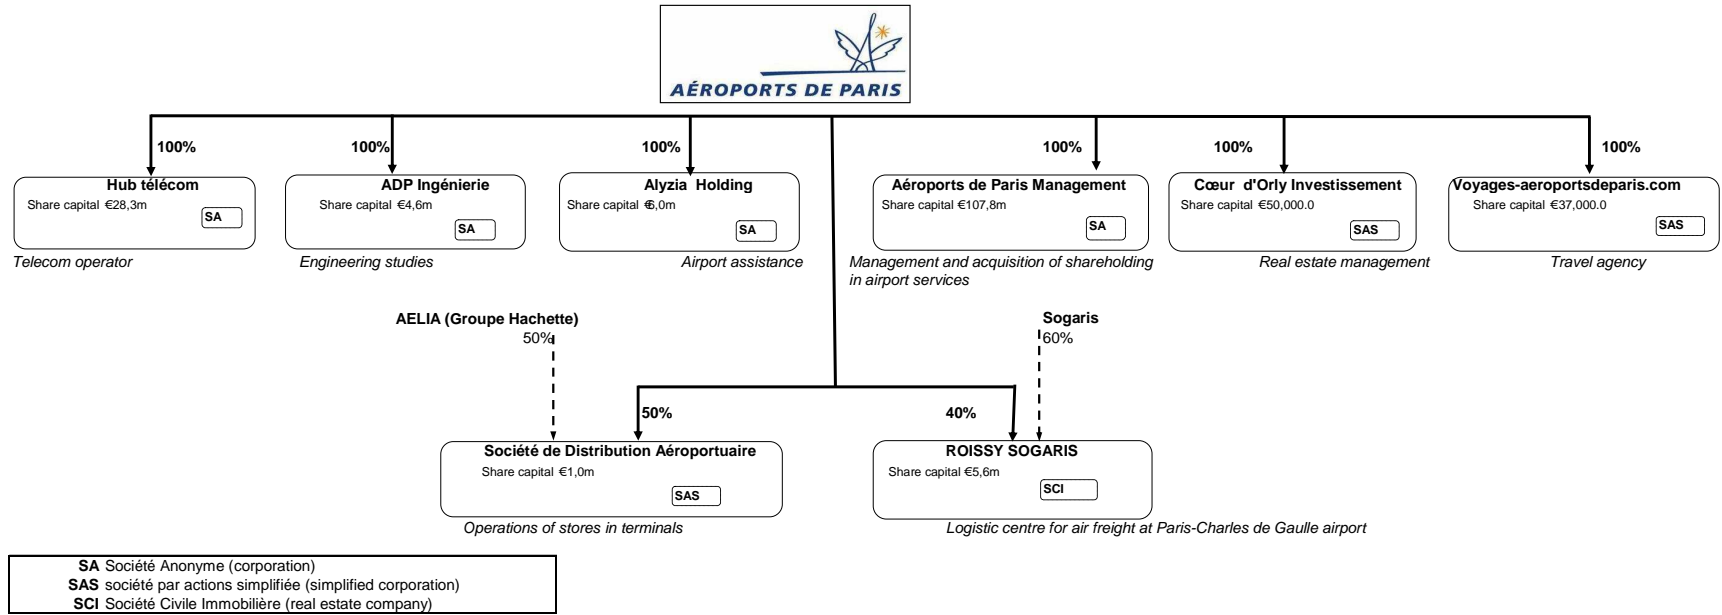 AÉROPORTS DE PARIS
100%
100%
100%
100%
100%
100%
Hub télécom
Share capital €28,3m
SA
Telecom operator
ADP Ingénierie
Share capital €4,6m
SA
Engineering studies
Alyzia Holding
Share capital €6,0m
SA
Airport assistance
Aéroports de Paris Management
Share capital €107,8m
SA
Management and acquisition of shareholding
in airport services
Cœur d'Orly Investissement
Share capital €50,000.0
SAS
Real estate management
Voyages-aeroportsdeparis.com
Share capital €37,000.0
SAS
Travel agency
AELIA (Groupe Hachette)
50%
Sogaris
60%
50%
40%
Société de Distribution Aéroportuaire
Share capital €1,0m
SAS
Operations of stores in terminals
ROISSY SOGARIS
Share capital €5,6m
SCI
Logistic centre for air freight at Paris-Charles de Gaulle airport
SA Société Anonyme (corporation)
SAS société par actions simplifiée (simplified corporation)
SCI Société Civile Immobilière (real estate company)